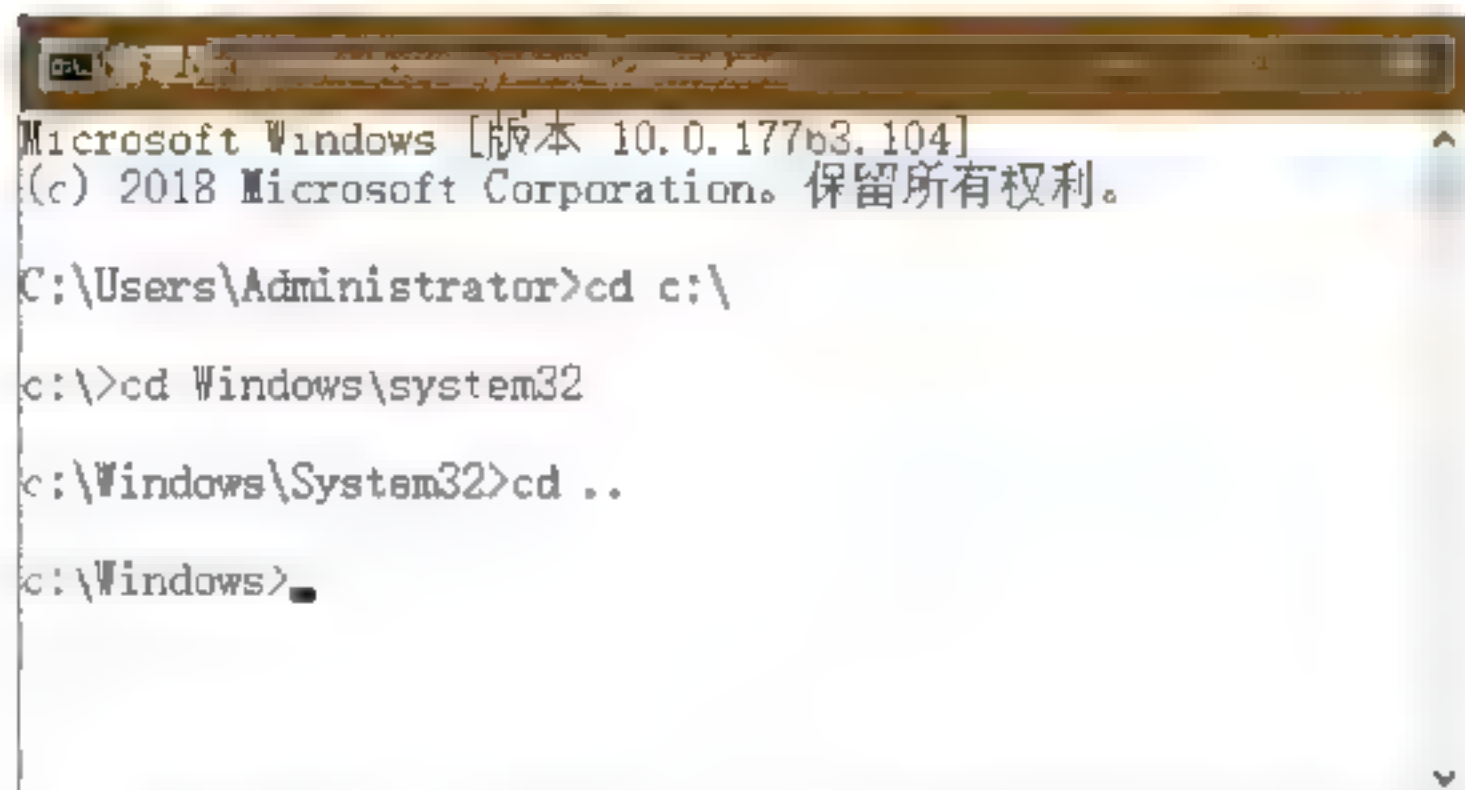 Microsoft Windows [版本 10.0.17763.104]
(c) 2018 Microsoft Corporation。保留所有权利。
C:\Users\Administrator>cd c:\
c:\>cd Windows\system32
c:\Windows\System32>cd ..
c:\Windows>